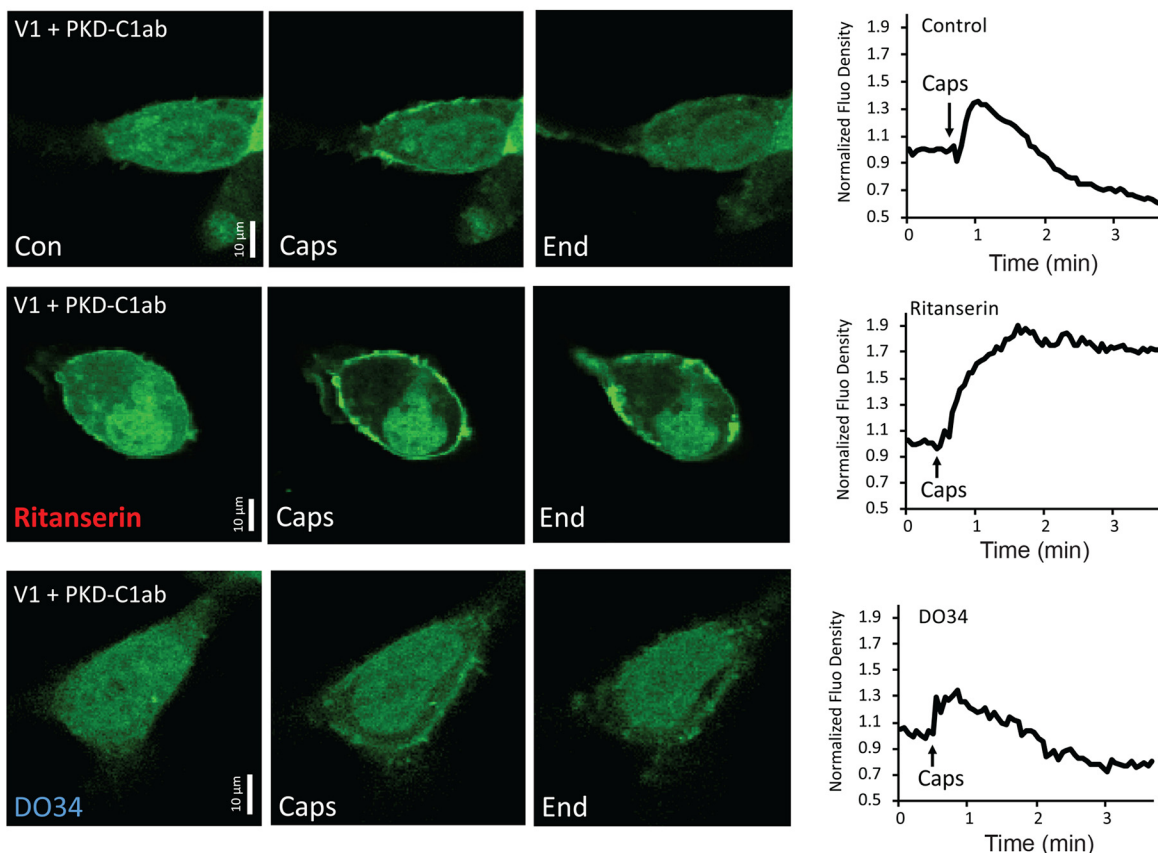 V1 + PKD-C1ab
Con
10 μm
Caps
End
Control
Caps
Normalized Fluo Density
1.9
1.7
1.5
1.3
1.1
0.9
0.7
0.5
0 1 2 3
Time (min)
V1 + PKD-C1ab
Ritanserin
10 μm
Caps
End
Ritanserin
Caps
Normalized Fluo Density
1.9
1.7
1.5
1.3
1.1
0.9
0.7
0.5
0 1 2 3
Time (min)
V1 + PKD-C1ab
DO34
10 μm
Caps
End
DO34
Caps
Normalized Fluo Density
1.9
1.7
1.5
1.3
1.1
0.9
0.7
0.5
0 1 2 3
Time (min)